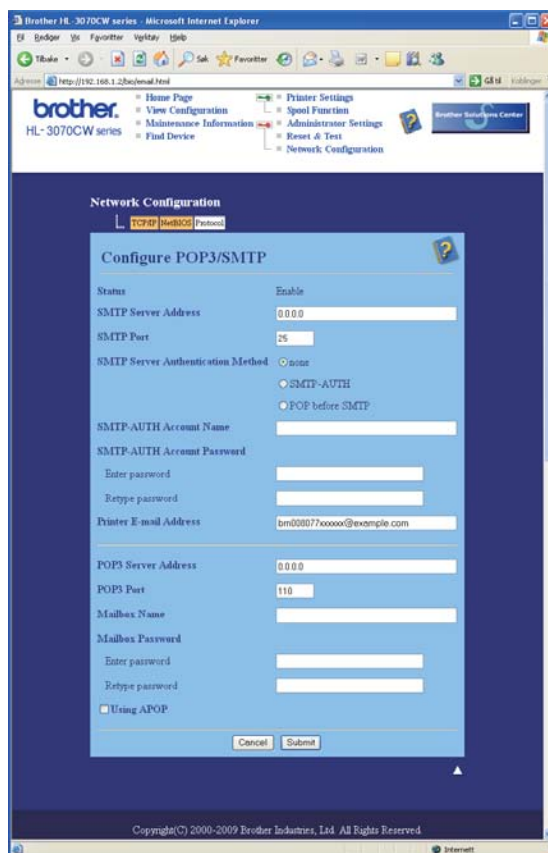 Brother HL-3070CW series - Microsoft Internet Explorer
Fil Rediger Vis Favoritter Verktøy Hjelp
Tilbake Søk Favoritter
Adresse http://192.168.1.2/bio/email.html Gå til Koblinger
brother.
HL-3070CW series
Home Page
View Configuration
Maintenance Information
Find Device
Printer Settings
Spool Function
Administrator Settings
Reset & Test
Network Configuration
Brother Solutions Center
Network Configuration
TCP/IP NetBIOS Protocol
Configure POP3/SMTP
Status Enable
SMTP Server Address 0.0.0.0
SMTP Port 25
SMTP Server Authentication Method none
SMTP-AUTH
POP before SMTP
SMTP-AUTH Account Name
SMTP-AUTH Account Password
Enter password
Retype password
Printer E-mail Address brn008077xxxxxx@example.com
POP3 Server Address 0.0.0.0
POP3 Port 110
Mailbox Name
Mailbox Password
Enter password
Retype password
Using APOP
Cancel Submit
Copyright(C) 2000-2009 Brother Industries, Ltd. All Rights Reserved.
Internett